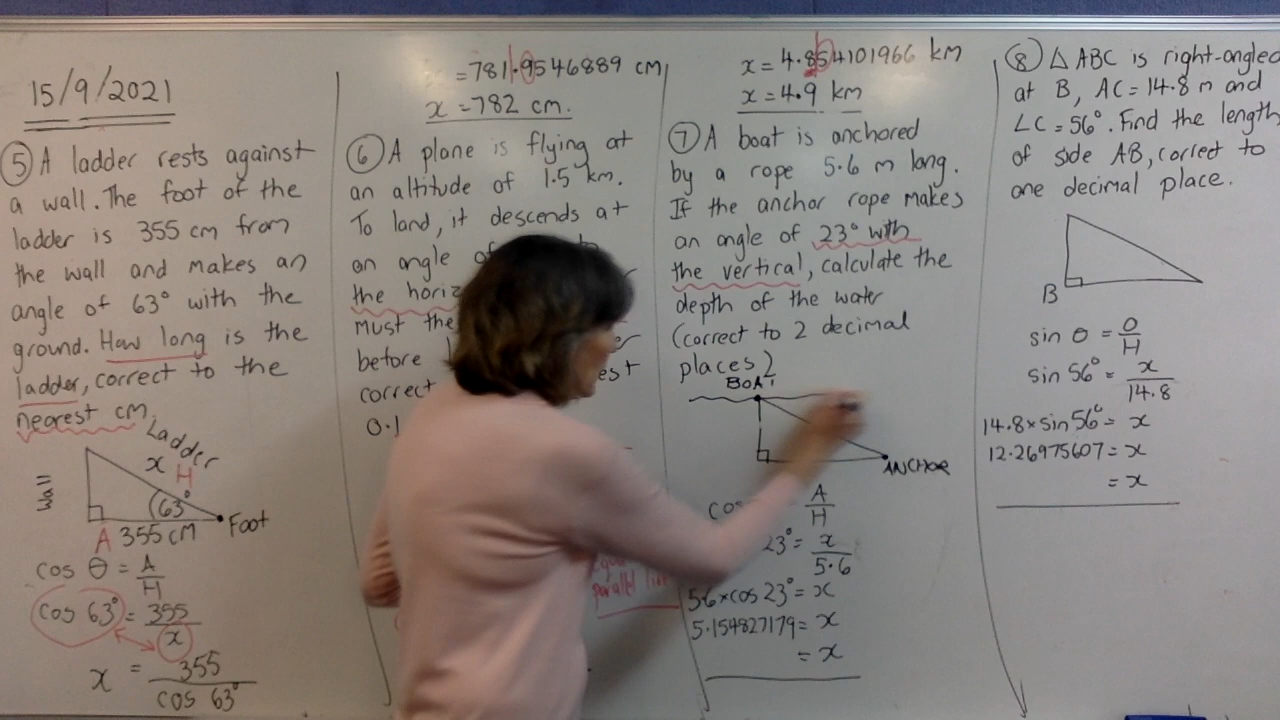 15/9/2021
⑤ A ladder rests against
a wall. The foot of the
ladder is 355 cm from
the wall and makes an
angle of 63° with the
ground. How long is the
ladder, correct to the
nearest cm.
Ladder
x
H
wall
63°
A 355 cm
Foot
cos θ = A/H
cos 63° = 355/x
x = 355/cos 63°
= 781.9546889 cm
x = 782 cm.
⑥ A plane is flying at
an altitude of 1.5 km.
To land, it descends at
an angle of
the horiz
must the
before
est
correct
0.1
parallel
x = 4.854101966 km
x = 4.9 km
⑦ A boat is anchored
by a rope 5.6 m long.
If the anchor rope makes
an angle of 23° with
the vertical, calculate the
depth of the water
(correct to 2 decimal
places)
BOAT
ANCHOR
cos A/H
23° = x/5.6
5.6 × cos 23° = x
5.154827179 = x
= x
⑧ △ABC is right-angled
at B, AC = 14.8 m and
∠C = 56°. Find the length
of side AB, correct to
one decimal place.
B
sin θ = O/H
sin 56° = x/14.8
14.8 × sin 56° = x
12.26975607 = x
= x